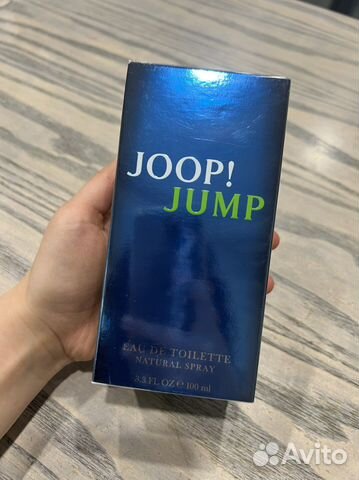 JOOP!
JUMP
EAU DE TOILETTE
NATURAL SPRAY
3.3 FL OZ ℮ 100 ml
Avito